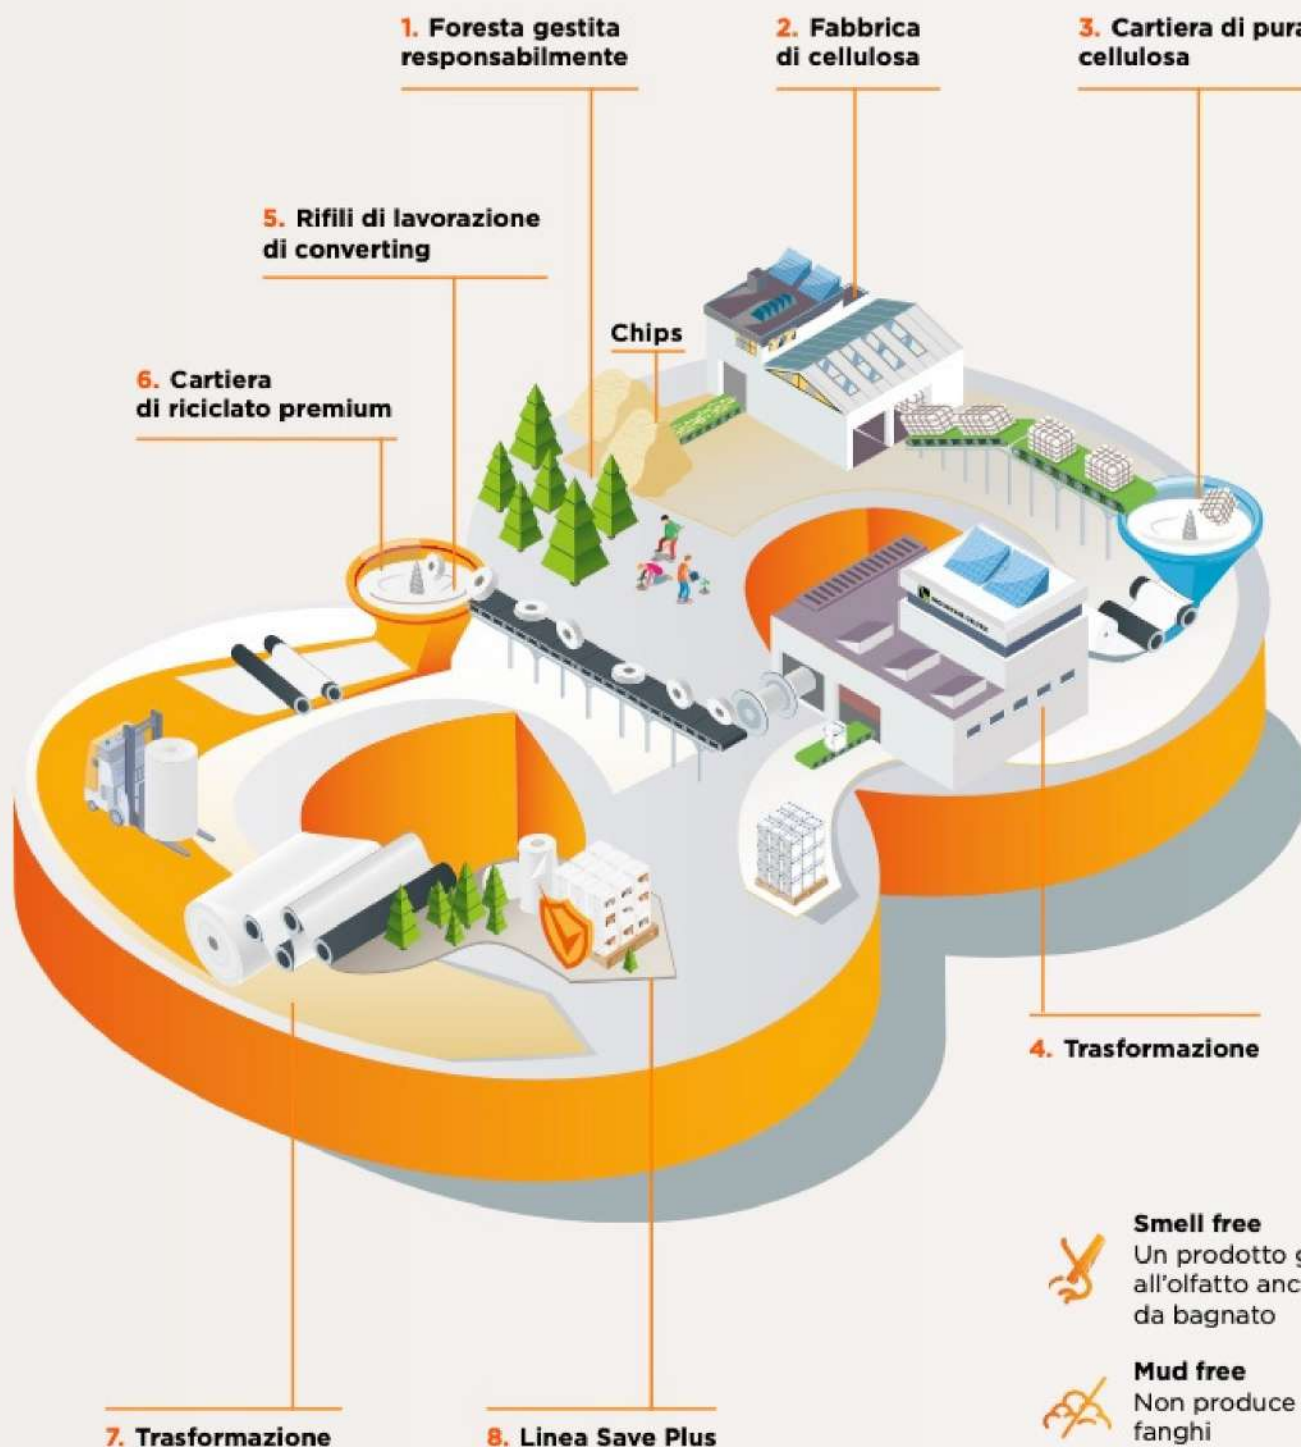 1. Foresta gestita
responsabilmente
2. Fabbrica
di cellulosa
3. Cartiera di pura
cellulosa
5. Rifili di lavorazione
di converting
Chips
6. Cartiera
di riciclato premium
4. Trasformazione
Smell free
Un prodotto
all'olfatto
da bagnato
Mud free
Non produce
fanghi
7. Trasformazione
8. Linea Save Plus